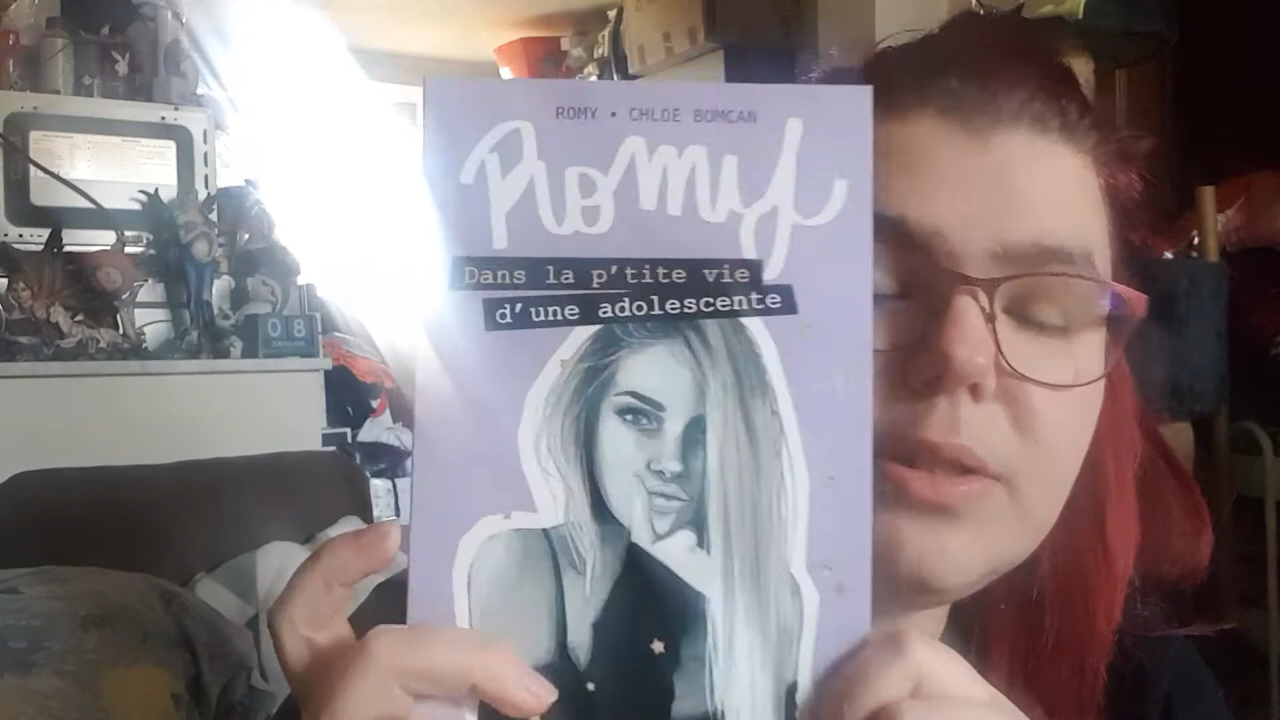 ROMY • CHLOE BOMCAN
Romy
Dans la p'tite vie
d'une adolescente
08